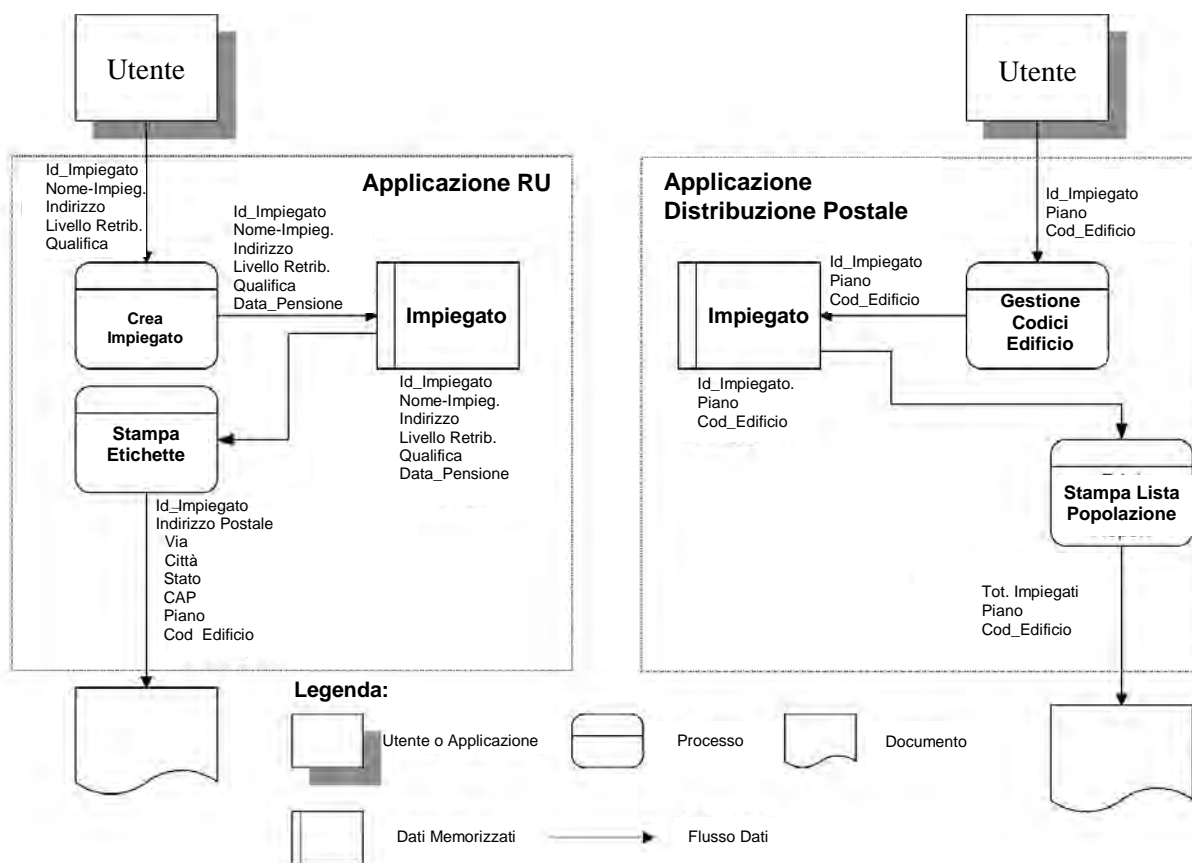 Utente
Utente
Applicazione RU
Id_Impiegato
Nome-Impieg.
Indirizzo
Livello Retrib.
Qualifica
Id_Impiegato
Nome-Impieg.
Indirizzo
Livello Retrib.
Qualifica
Data_Pensione
Crea
Impiegato
Impiegato
Id_Impiegato
Nome-Impieg.
Indirizzo
Livello Retrib.
Qualifica
Data_Pensione
Stampa
Etichette
Id_Impiegato
Indirizzo Postale
Via
Città
Stato
CAP
Piano
Cod Edificio
Applicazione
Distribuzione Postale
Id_Impiegato
Piano
Cod_Edificio
Id_Impiegato
Piano
Cod_Edificio
Impiegato
Gestione
Codici
Edificio
Id_Impiegato.
Piano
Cod_Edificio
Stampa Lista
Popolazione
Tot. Impiegati
Piano
Cod_Edificio
Legenda:
Utente o Applicazione
Processo
Documento
Dati Memorizzati
Flusso Dati